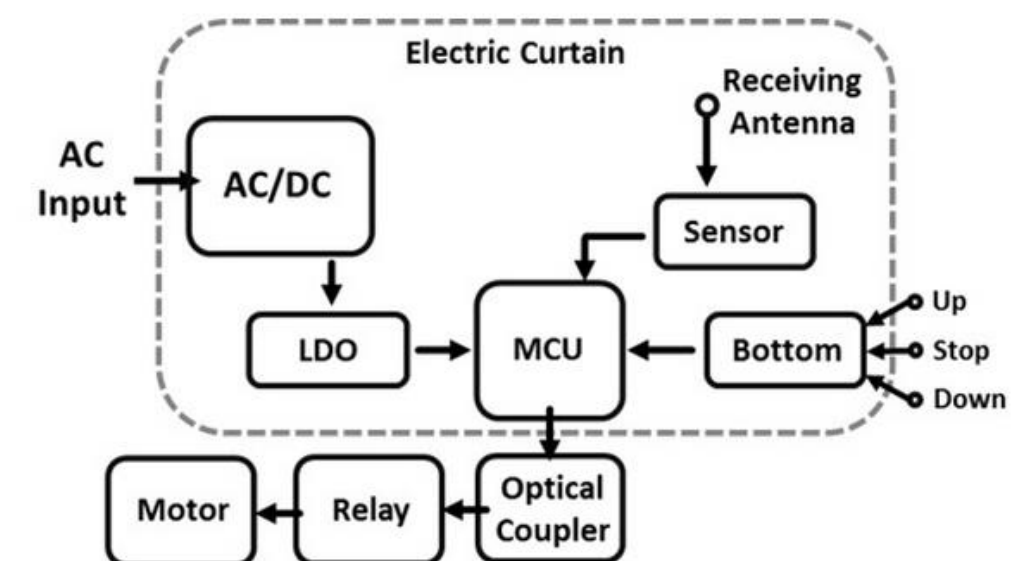 Electric Curtain
Receiving
Antenna
AC
Input
AC/DC
Sensor
LDO
MCU
Bottom
Up
Stop
Down
Motor
Relay
Optical
Coupler